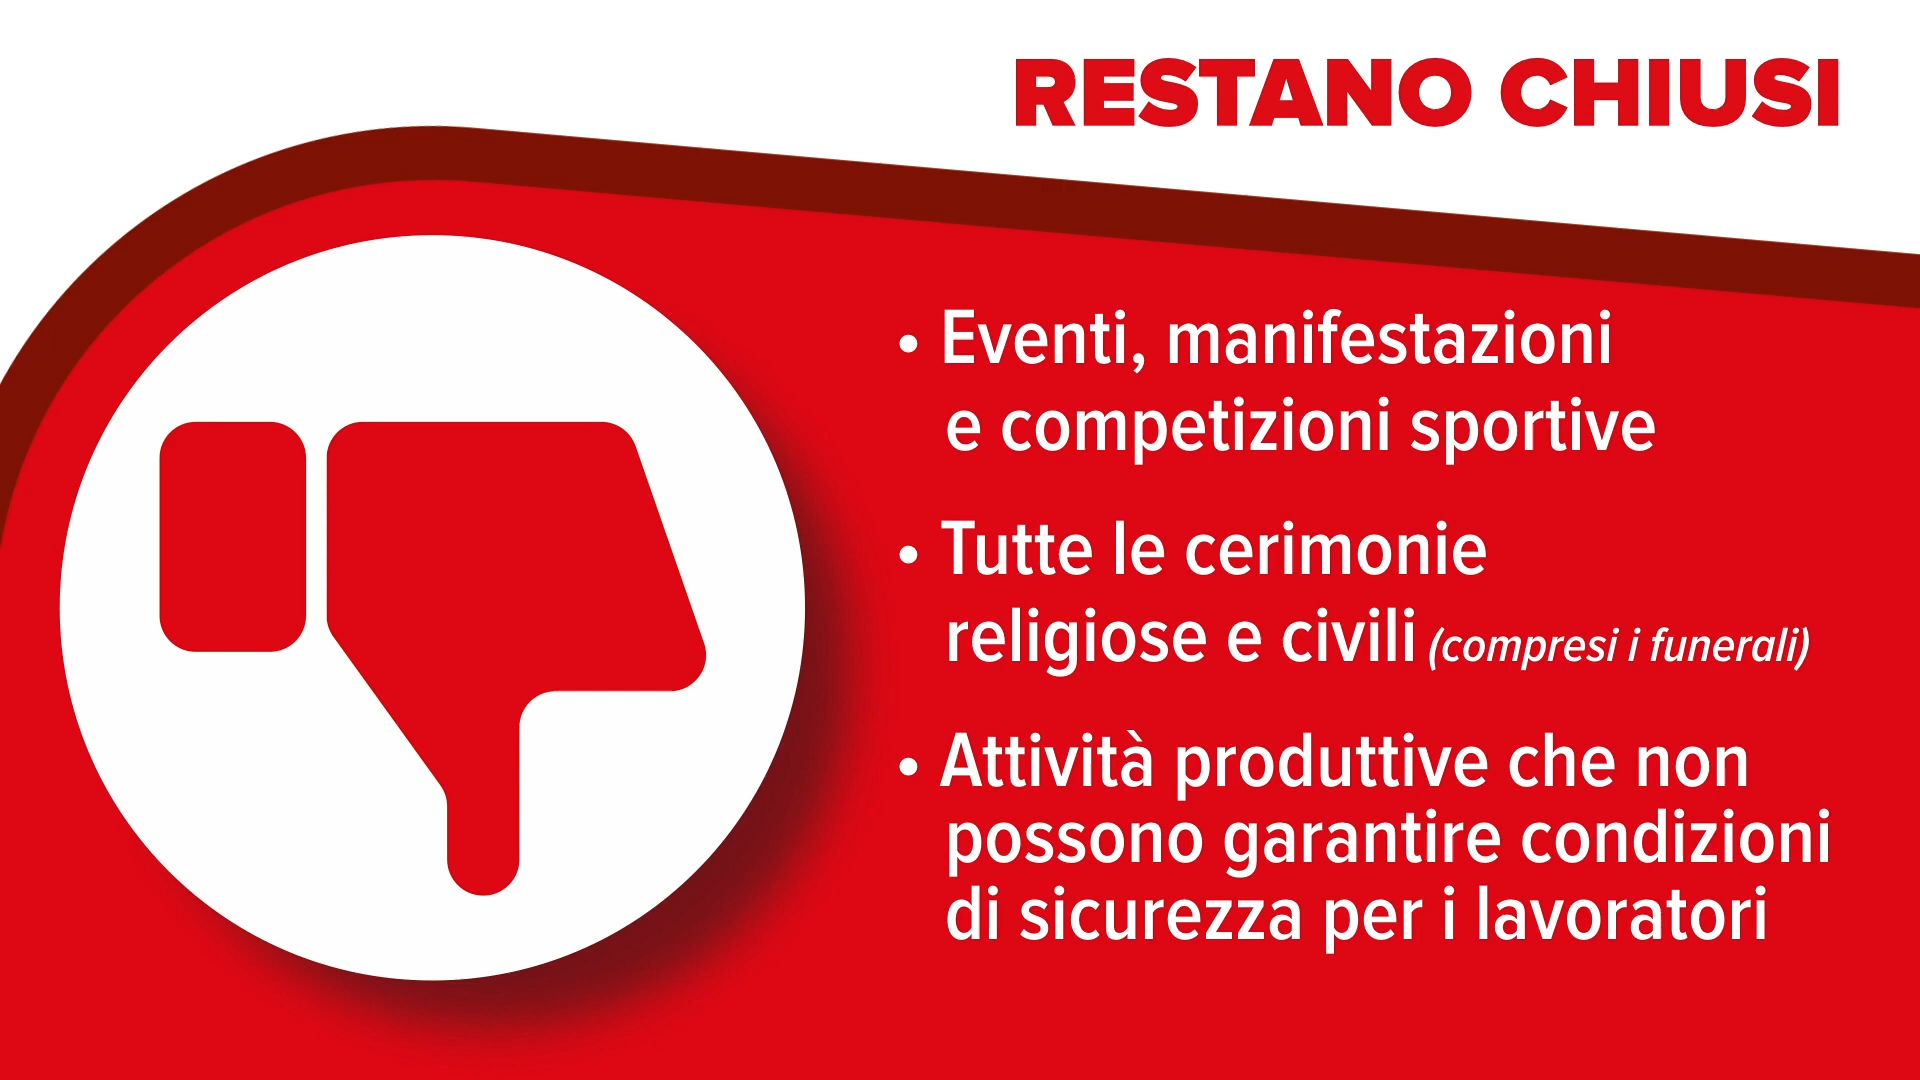 RESTANO CHIUSI
• Eventi, manifestazioni
e competizioni sportive
• Tutte le cerimonie
religiose e civili (compresi i funerali)
• Attività produttive che non
possono garantire condizioni
di sicurezza per i lavoratori